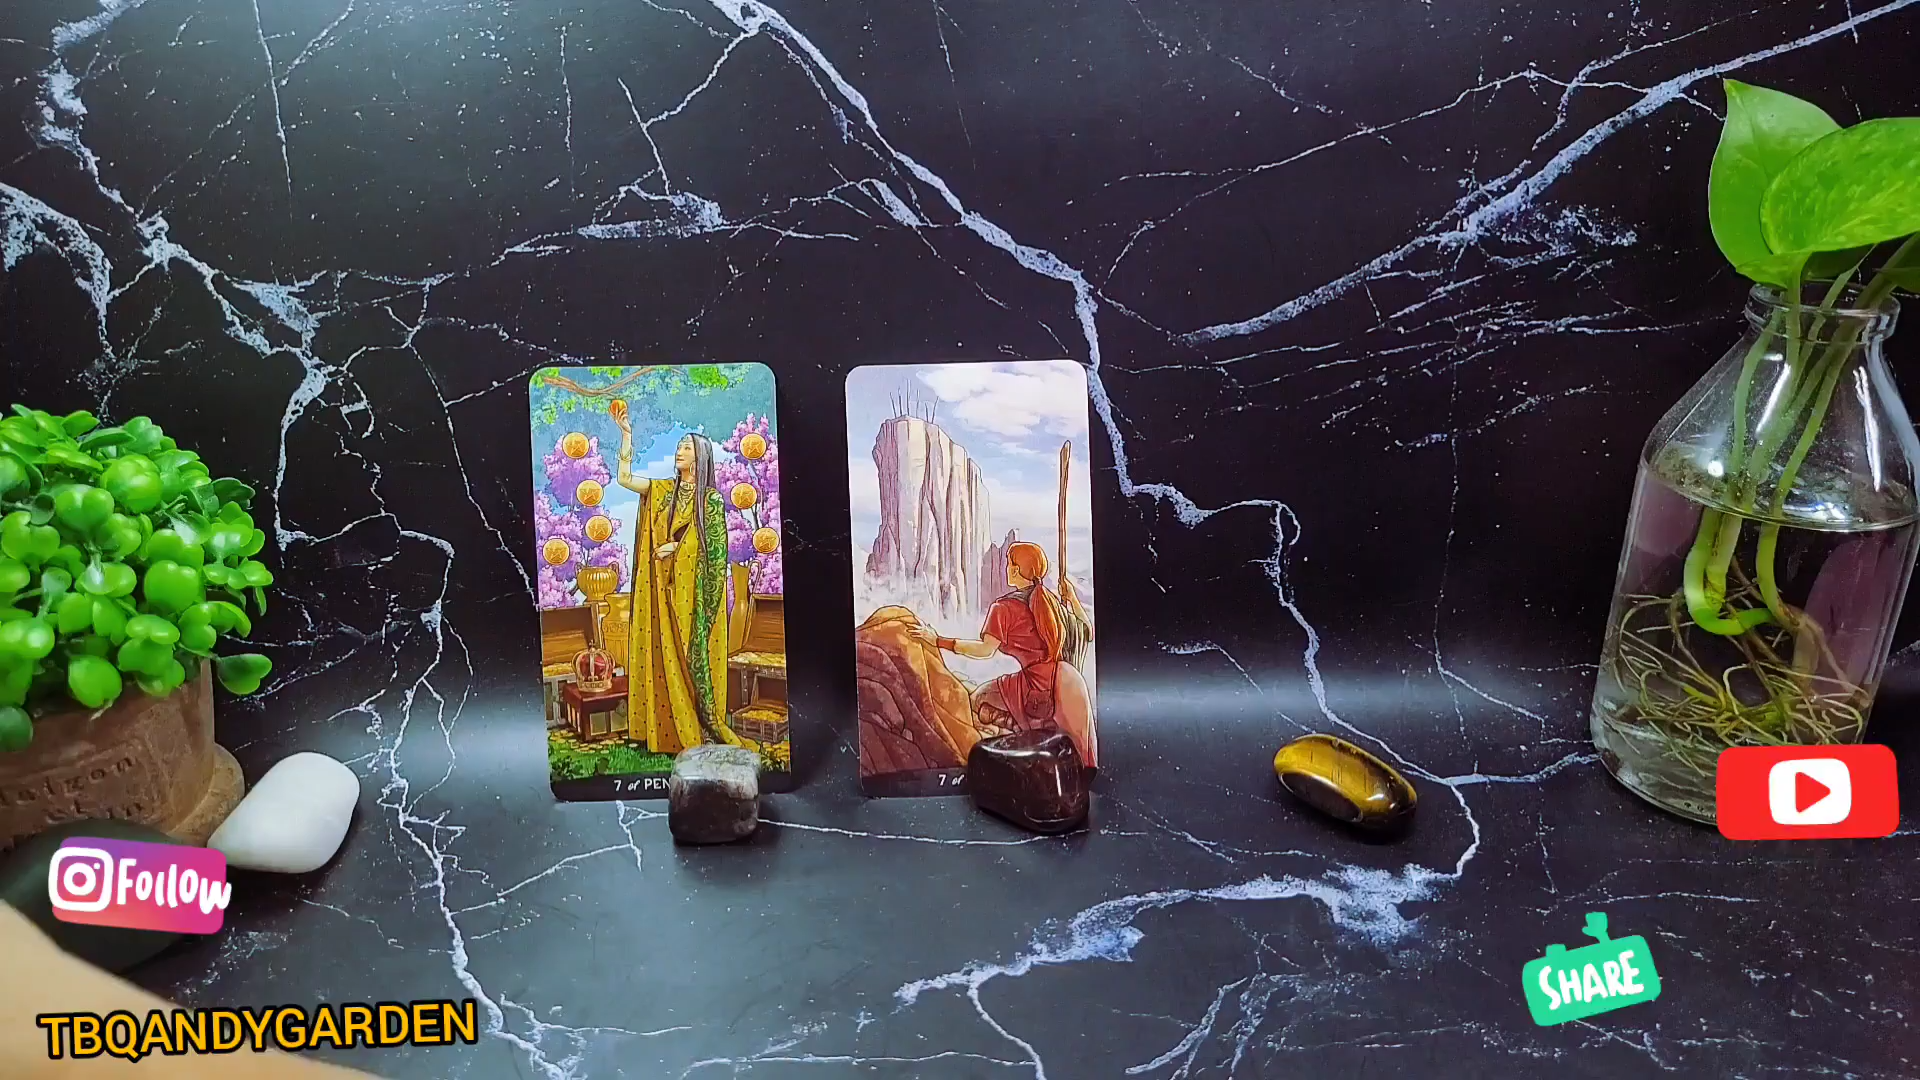 7 of PEN
7 of
Follow
SHARE
TBQANDYGARDEN